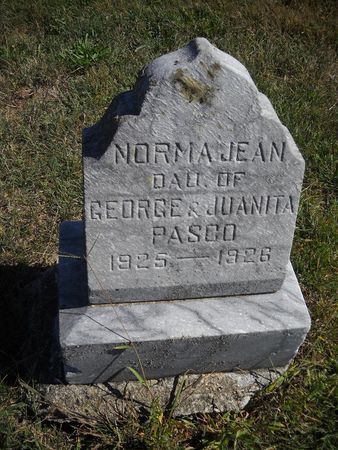 NORMA JEAN
DAU. OF
GEORGE & JUANITA
PASCO
1925 — 1926